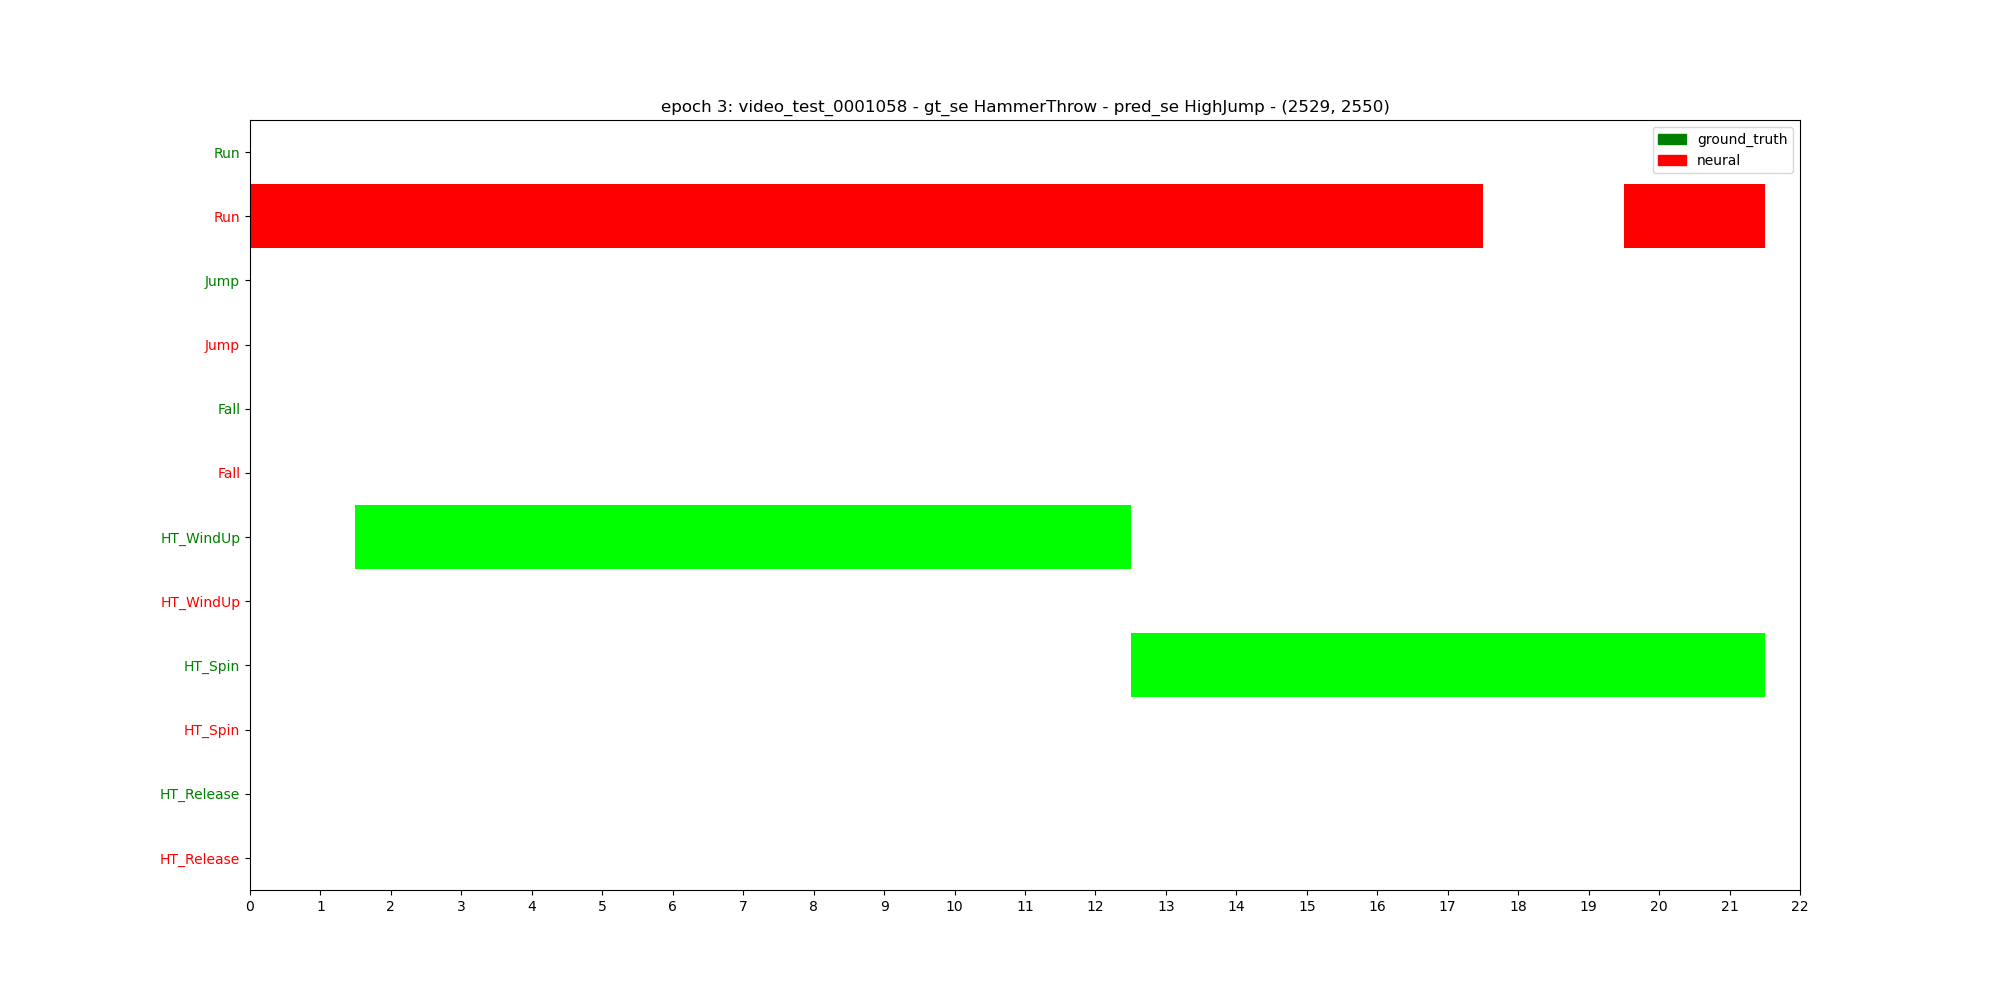 epoch 3: video_test_0001058 - gt_se HammerThrow - pred_se HighJump - (2529, 2550)
ground_truth
neural
Run
Run
Jump
Jump
Fall
Fall
HT_WindUp
HT_WindUp
HT_Spin
HT_Spin
HT_Release
HT_Release
0 1 2 3 4 5 6 7 8 9 10 11 12 13 14 15 16 17 18 19 20 21 22